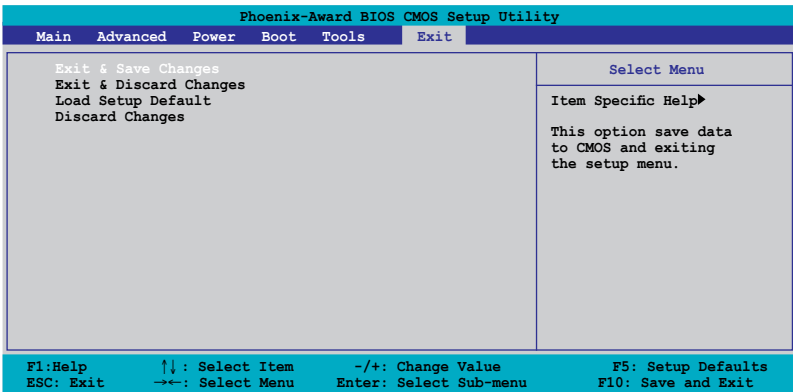 Phoenix-Award BIOS CMOS Setup Utility
Main Advanced Power Boot Tools Exit
Exit & Save Changes
Exit & Discard Changes
Load Setup Default
Discard Changes
Select Menu
Item Specific Help▶
This option save data
to CMOS and exiting
the setup menu.
F1:Help ↑↓: Select Item -/+: Change Value F5: Setup Defaults
ESC: Exit →←: Select Menu Enter: Select Sub-menu F10: Save and Exit